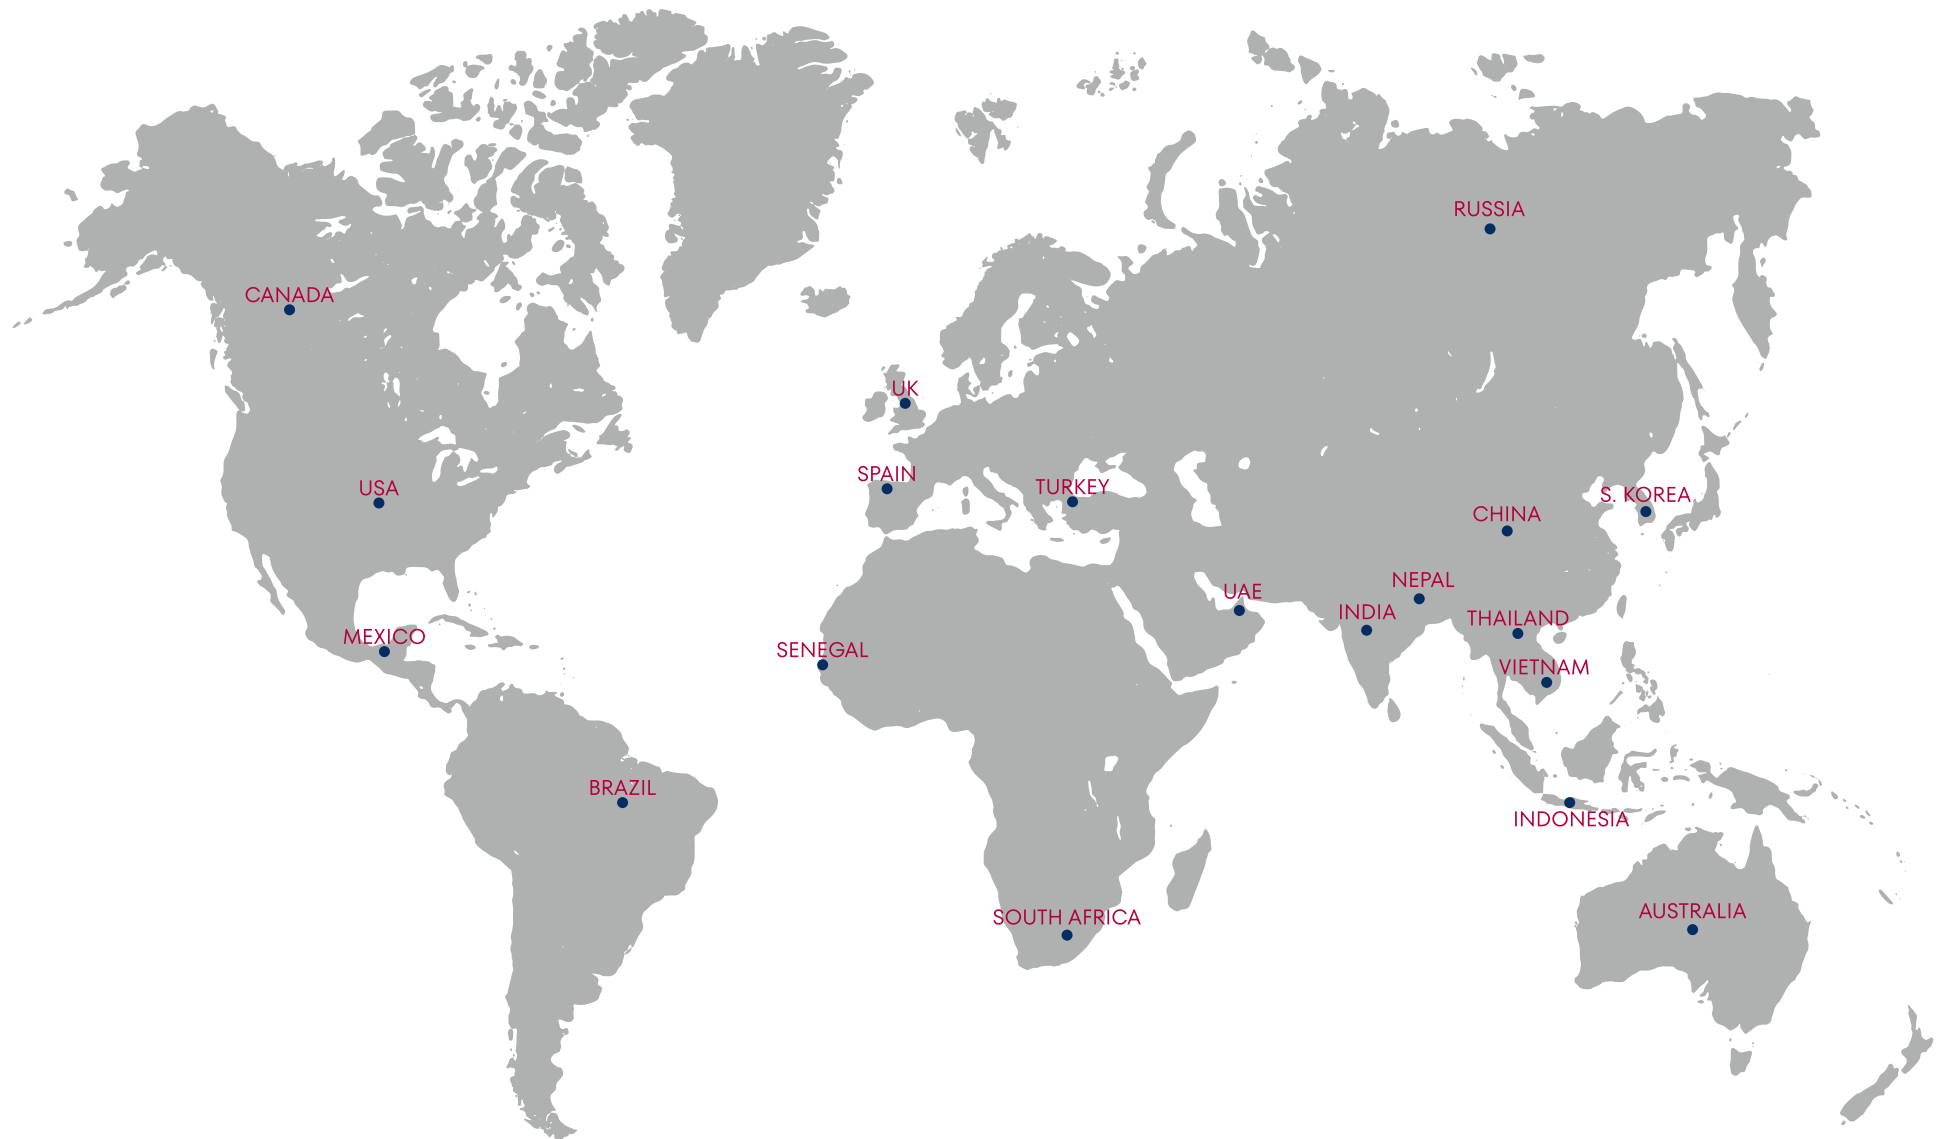 RUSSIA
CANADA
UK
SPAIN
USA
TURKEY
S. KOREA
CHINA
NEPAL
UAE
INDIA
THAILAND
MEXICO
SENEGAL
VIETNAM
BRAZIL
INDONESIA
AUSTRALIA
SOUTH AFRICA